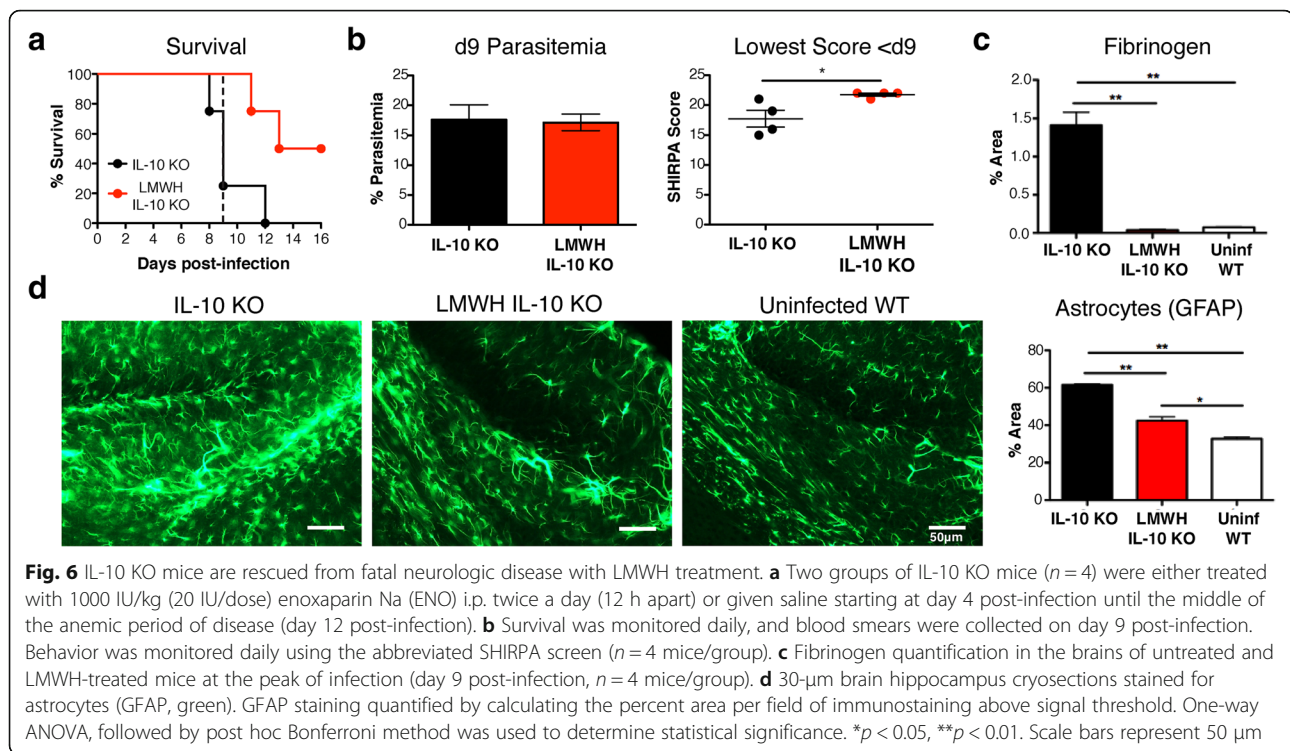 a
Survival
100
80
60
40
20
0
% Survival
IL-10 KO
LMWH
IL-10 KO
0 2 4 6 8 10 12 14 16
Days post-infection
b
d9 Parasitemia
25
20
15
10
5
0
% Parasitemia
IL-10 KO
LMWH
IL-10 KO
Lowest Score <d9
*
25
20
15
10
5
0
SHIRPA Score
IL-10 KO
LMWH
IL-10 KO
c
Fibrinogen
**
**
2.0
1.5
1.0
0.5
0.0
% Area
IL-10 KO
LMWH
IL-10 KO
Uninf
WT
d
IL-10 KO
LMWH IL-10 KO
Uninfected WT
50µm
Astrocytes (GFAP)
**
**
*
80
60
40
20
0
% Area
IL-10 KO
LMWH
IL-10 KO
Uninf
WT
Fig. 6 IL-10 KO mice are rescued from fatal neurologic disease with LMWH treatment. a Two groups of IL-10 KO mice (n = 4) were either treated
with 1000 IU/kg (20 IU/dose) enoxaparin Na (ENO) i.p. twice a day (12 h apart) or given saline starting at day 4 post-infection until the middle of
the anemic period of disease (day 12 post-infection). b Survival was monitored daily, and blood smears were collected on day 9 post-infection.
Behavior was monitored daily using the abbreviated SHIRPA screen (n = 4 mice/group). c Fibrinogen quantification in the brains of untreated and
LMWH-treated mice at the peak of infection (day 9 post-infection, n = 4 mice/group). d 30-μm brain hippocampus cryosections stained for
astrocytes (GFAP, green). GFAP staining quantified by calculating the percent area per field of immunostaining above signal threshold. One-way
ANOVA, followed by post hoc Bonferroni method was used to determine statistical significance. *p < 0.05, **p < 0.01. Scale bars represent 50 μm